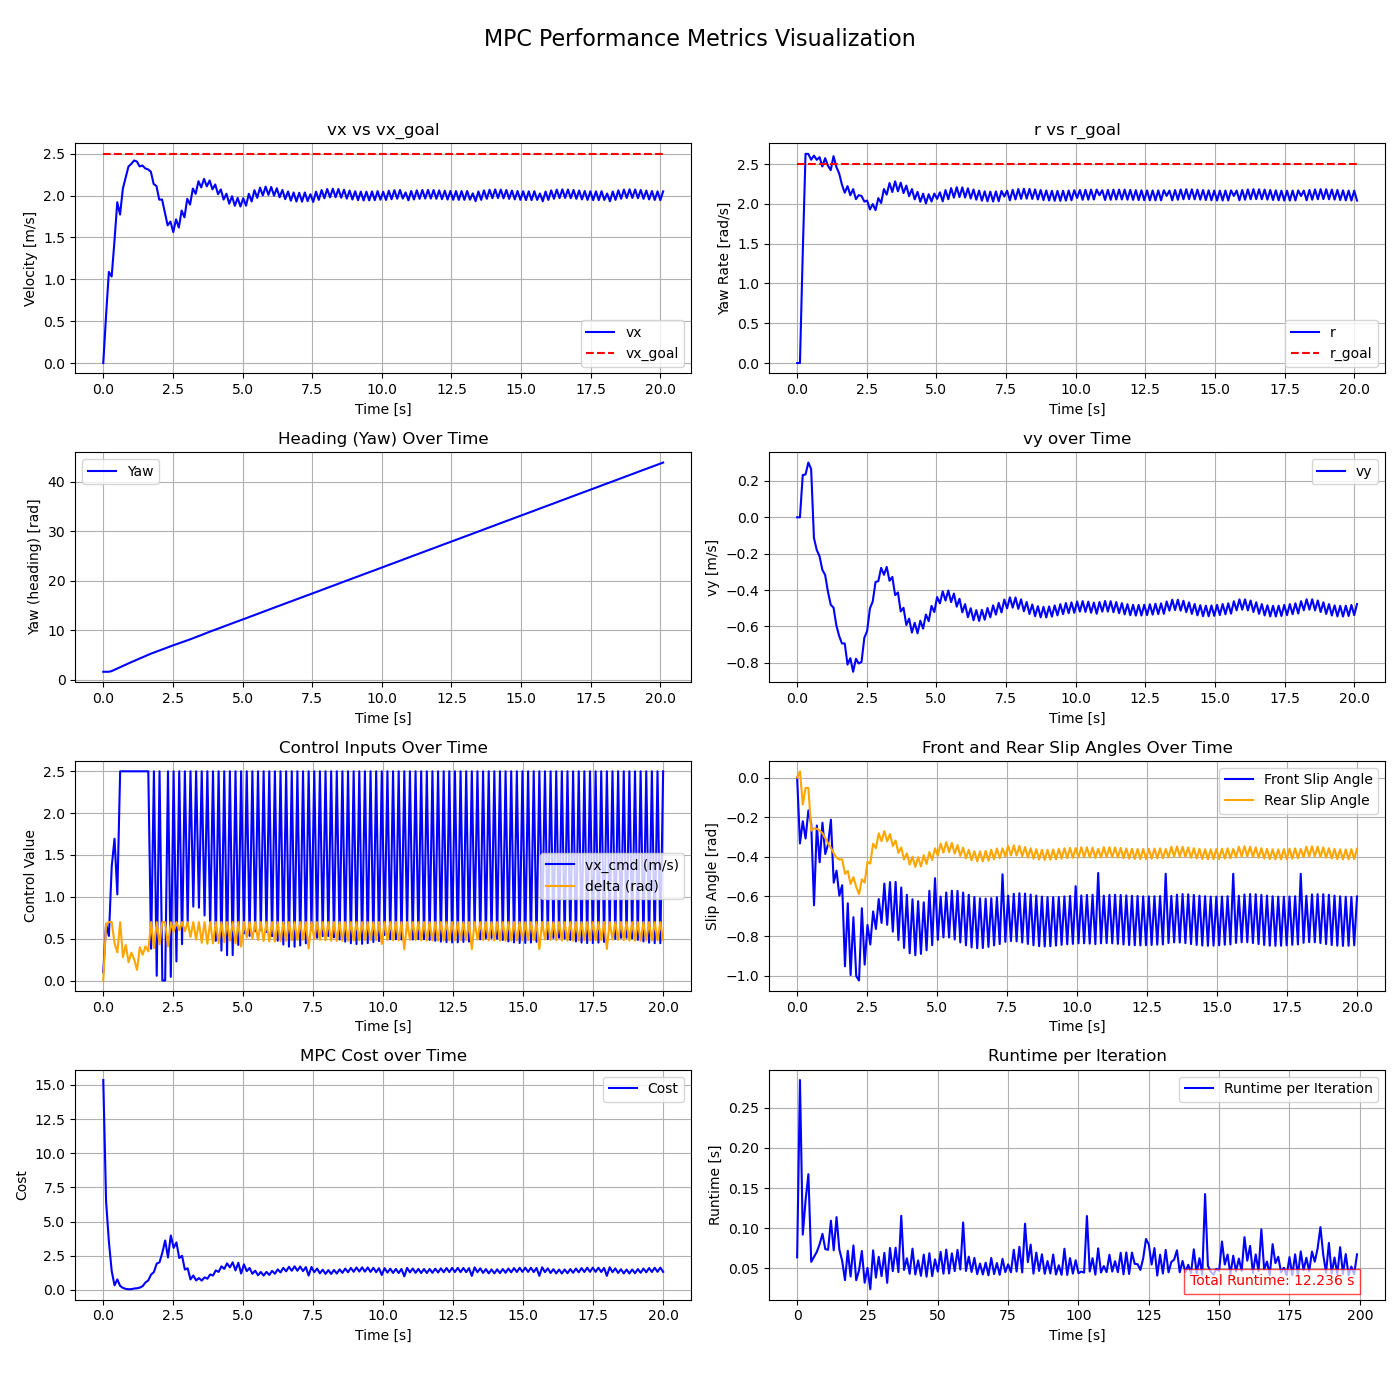 MPC Performance Metrics Visualization
vx vs vx_goal
Velocity [m/s]
2.5
2.0
1.5
1.0
0.5
0.0
vx
vx_goal
0.0 2.5 5.0 7.5 10.0 12.5 15.0 17.5 20.0
Time [s]
r vs r_goal
Yaw Rate [rad/s]
2.5
2.0
1.5
1.0
0.5
0.0
r
r_goal
0.0 2.5 5.0 7.5 10.0 12.5 15.0 17.5 20.0
Time [s]
Heading (Yaw) Over Time
Yaw (heading) [rad]
40
30
20
10
0
Yaw
0.0 2.5 5.0 7.5 10.0 12.5 15.0 17.5 20.0
Time [s]
vy over Time
vy [m/s]
0.2
0.0
−0.2
−0.4
−0.6
−0.8
vy
0.0 2.5 5.0 7.5 10.0 12.5 15.0 17.5 20.0
Time [s]
Control Inputs Over Time
Control Value
2.5
2.0
1.5
1.0
0.5
0.0
vx_cmd (m/s)
delta (rad)
0.0 2.5 5.0 7.5 10.0 12.5 15.0 17.5 20.0
Time [s]
Front and Rear Slip Angles Over Time
Slip Angle [rad]
0.0
−0.2
−0.4
−0.6
−0.8
−1.0
Front Slip Angle
Rear Slip Angle
0.0 2.5 5.0 7.5 10.0 12.5 15.0 17.5 20.0
Time [s]
MPC Cost over Time
Cost
15.0
12.5
10.0
7.5
5.0
2.5
0.0
Cost
0.0 2.5 5.0 7.5 10.0 12.5 15.0 17.5 20.0
Time [s]
Runtime per Iteration
Runtime [s]
0.25
0.20
0.15
0.10
0.05
Runtime per Iteration
Total Runtime: 12.236 s
0 25 50 75 100 125 150 175 200
Time [s]